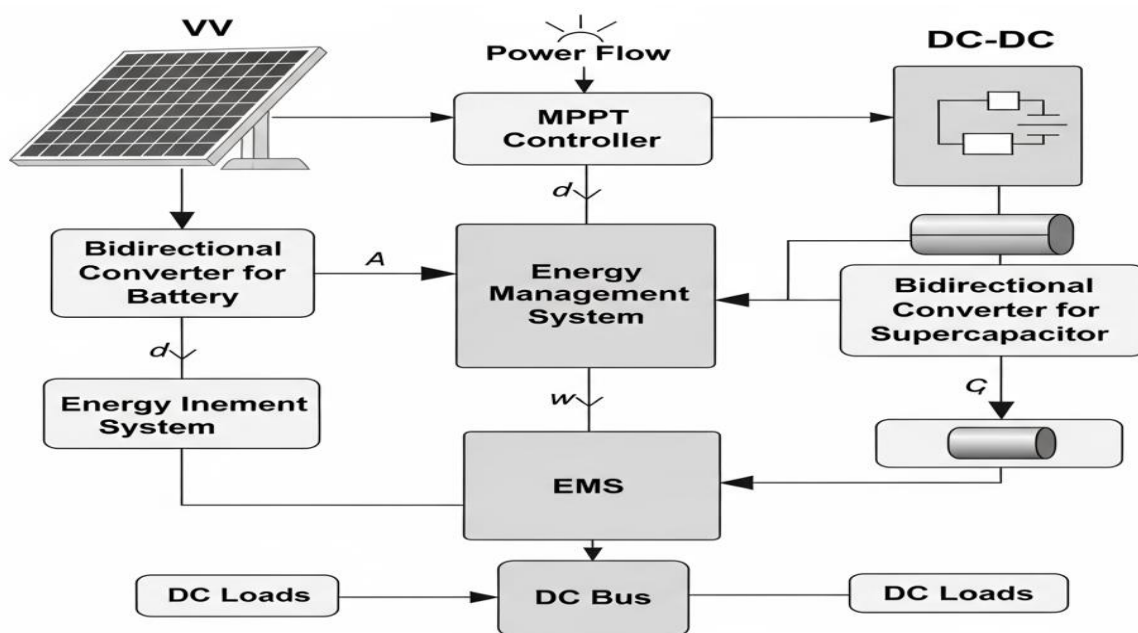 VV
Power Flow
DC-DC
MPPT
Controller
d
Bidirectional
Converter for
Battery
A
Energy
Management
System
Bidirectional
Converter for
Supercapacitor
d
Energy Inement
System
w
G
EMS
DC Loads
DC Bus
DC Loads